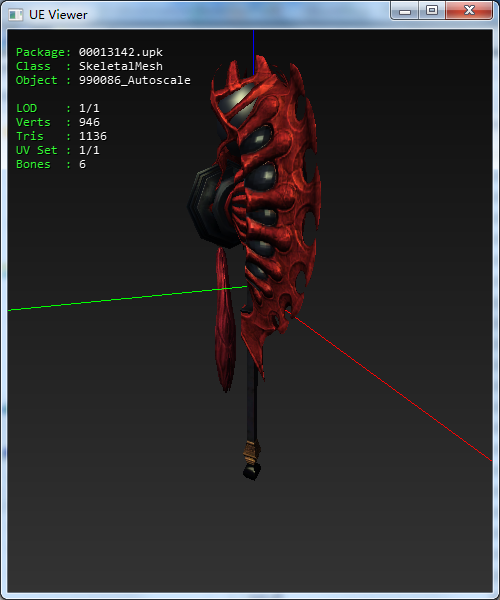 UE Viewer
Package: 00013142.upk
Class  : SkeletalMesh
Object : 990086_Autoscale
LOD    : 1/1
Verts  : 946
Tris   : 1136
UV Set : 1/1
Bones  : 6